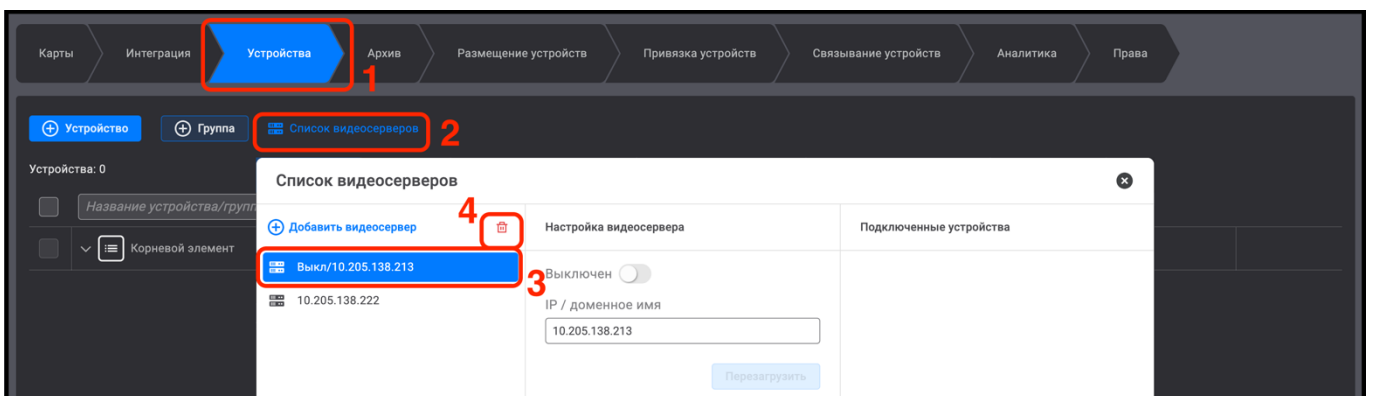 Карты Интеграция Устройства Архив Размещение устройств Привязка устройств Связывание устройств Аналитика Права
1
Устройство Группа Список видеосерверов 2
Устройства: 0
Список видеосерверов
Название устройства/групп
4
Добавить видеосервер Настройка видеосервера Подключенные устройства
Корневой элемент
Выкл/10.205.138.213
3
Выключен
10.205.138.222
IP / доменное имя
10.205.138.213
Перезагрузить